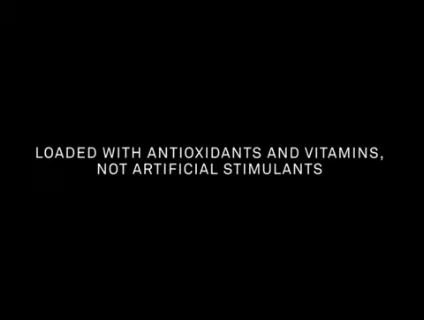 LOADED WITH ANTIOXIDANTS AND VITAMINS,
NOT ARTIFICIAL STIMULANTS